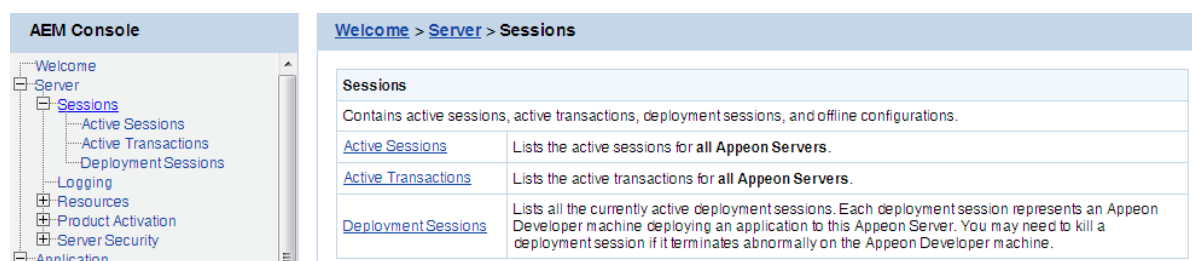 AEM Console
Welcome > Server > Sessions
Welcome
Server
Sessions
Active Sessions
Active Transactions
Deployment Sessions
Logging
Resources
Product Activation
Server Security
Application
Sessions
Contains active sessions, active transactions, deployment sessions, and offline configurations.
Active Sessions
Lists the active sessions for all Appeon Servers.
Active Transactions
Lists the active transactions for all Appeon Servers.
Deployment Sessions
Lists all the currently active deployment sessions. Each deployment session represents an Appeon
Developer machine deploying an application to this Appeon Server. You may need to kill a
deployment session if it terminates abnormally on the Appeon Developer machine.